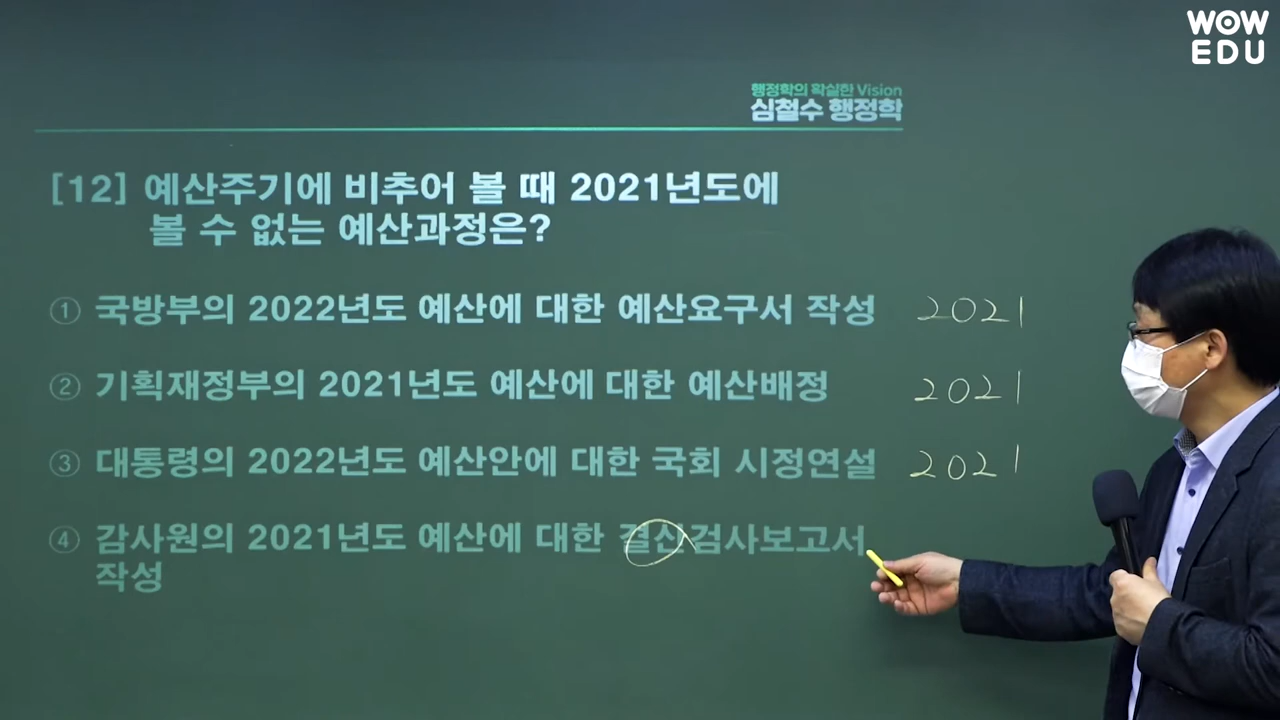 WOW
EDU
행정학의 확실한 Vision
심철수 행정학
[12] 예산주기에 비추어 볼 때 2021년도에
볼 수 없는 예산과정은?
① 국방부의 2022년도 예산에 대한 예산요구서 작성 2021
② 기획재정부의 2021년도 예산에 대한 예산배정 2021
③ 대통령의 2022년도 예산안에 대한 국회 시정연설 2021
④ 감사원의 2021년도 예산에 대한 결산검사보고서
작성